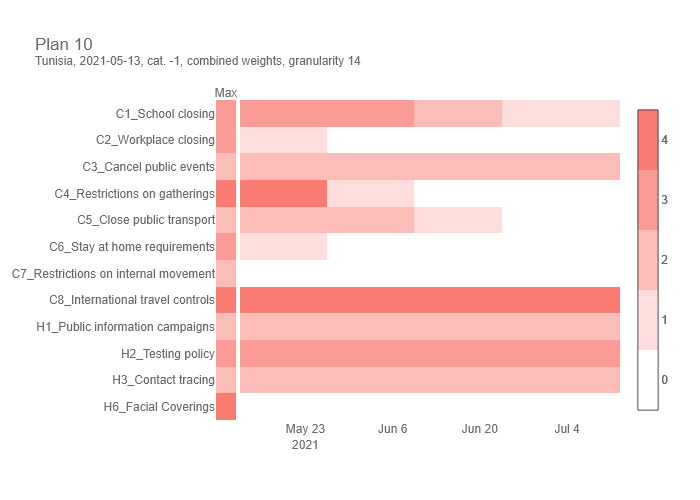 Plan 10
Tunisia, 2021-05-13, cat. -1, combined weights, granularity 14
Max
C1_School closing
C2_Workplace closing
C3_Cancel public events
C4_Restrictions on gatherings
C5_Close public transport
C6_Stay at home requirements
C7_Restrictions on internal movement
C8_International travel controls
H1_Public information campaigns
H2_Testing policy
H3_Contact tracing
H6_Facial Coverings
May 23 Jun 6 Jun 20 Jul 4
2021
4
3
2
1
0